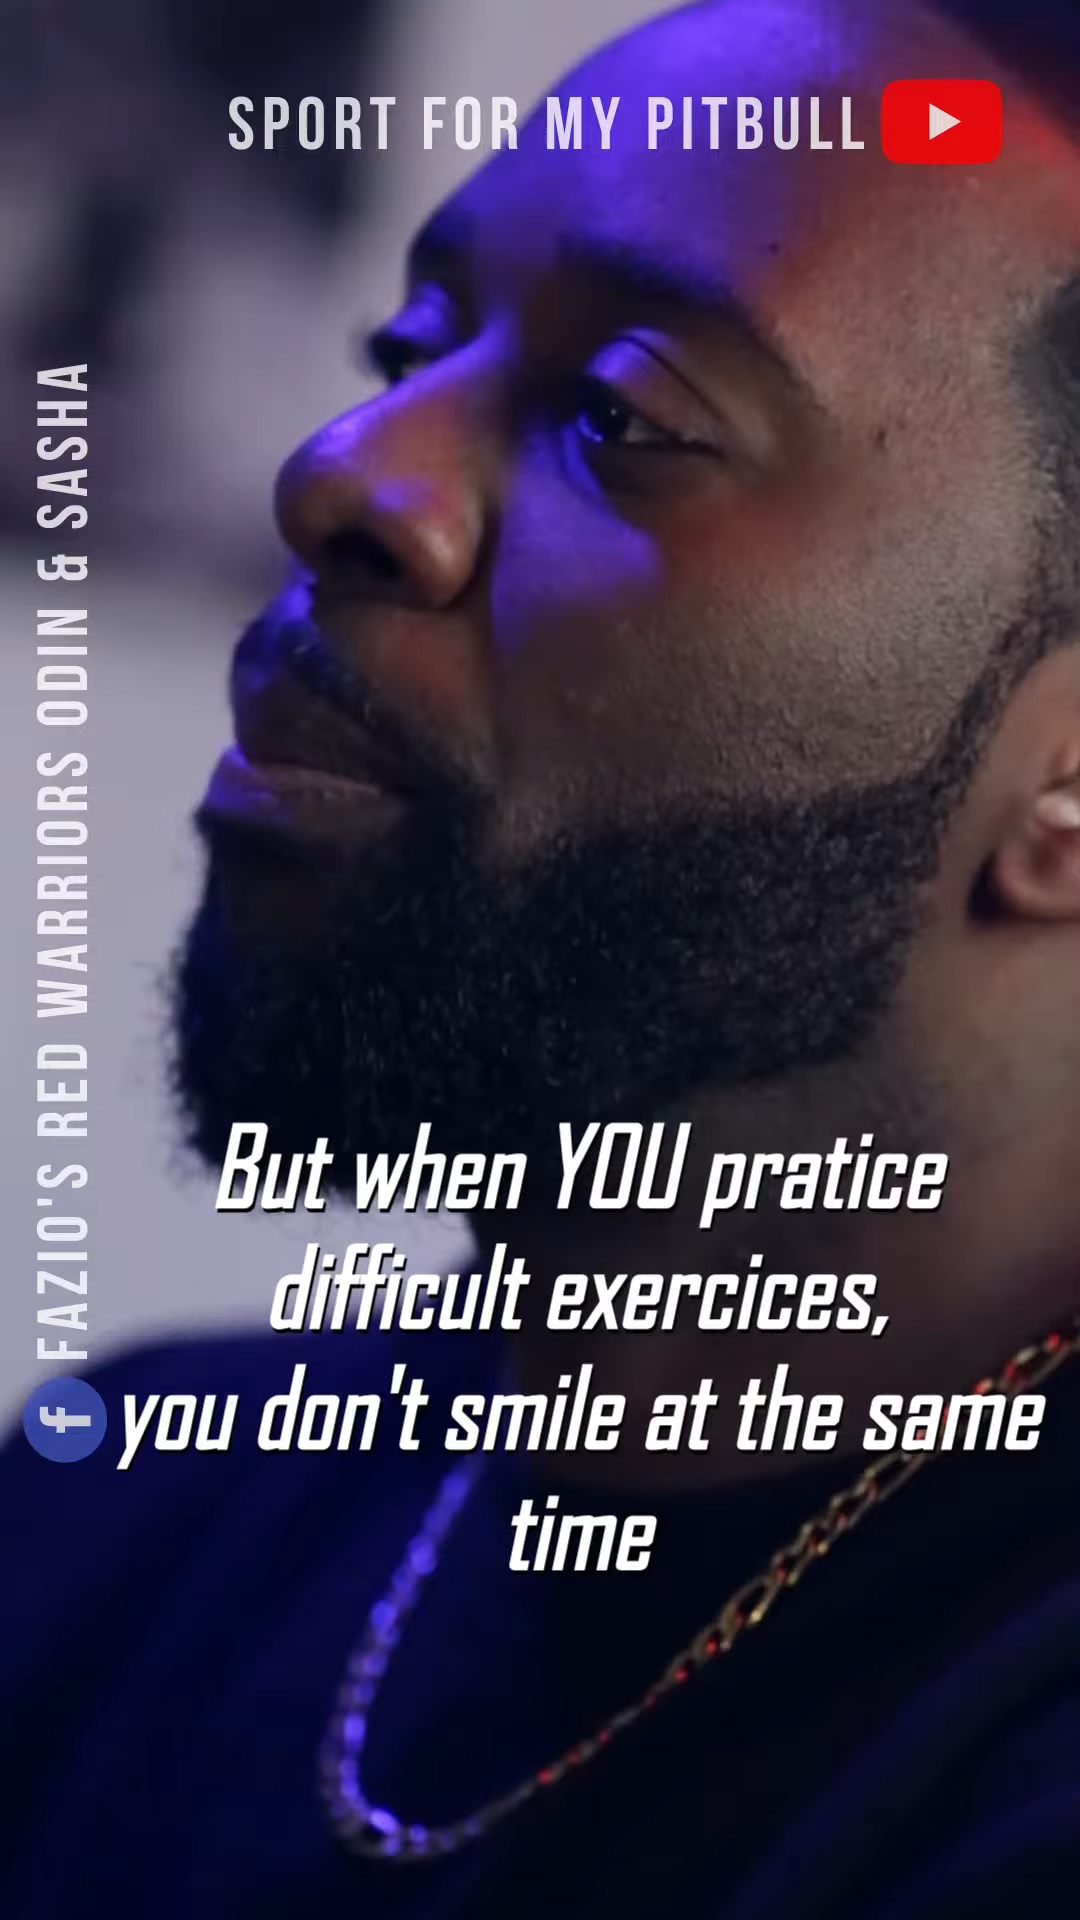 SPORT FOR MY PITBULL
FAZIO'S RED WARRIORS ODIN & SASHA
But when YOU pratice
difficult exercices,
you don't smile at the same
time